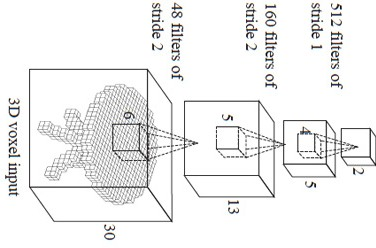 512 filters of
stride 1
2
4
5
160 filters of
stride 2
5
13
48 filters of
stride 2
6
30
3D voxel input